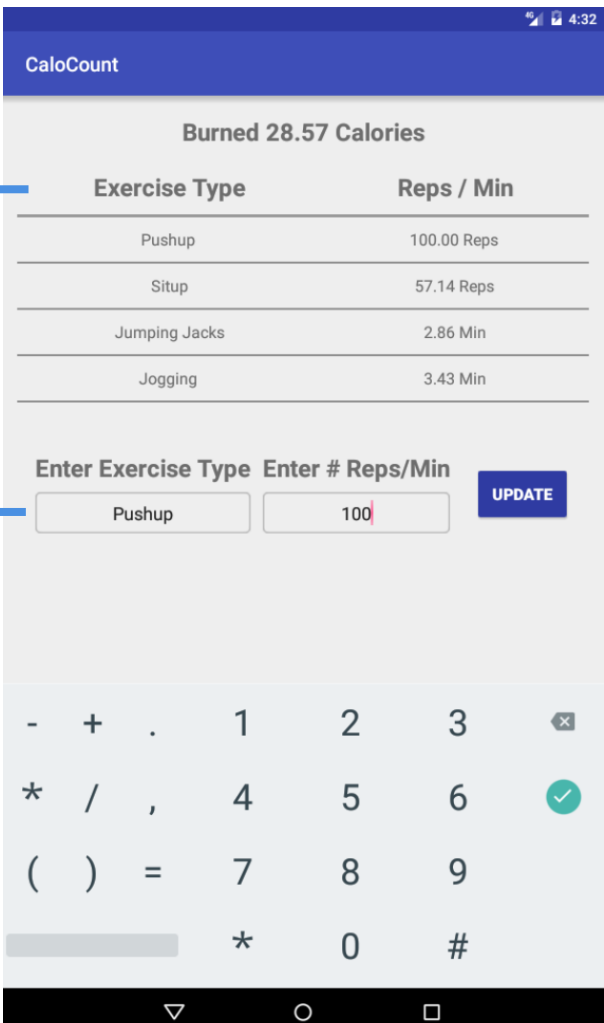 4G 4:32
CaloCount
Burned 28.57 Calories
Exercise Type Reps / Min
Pushup 100.00 Reps
Situp 57.14 Reps
Jumping Jacks 2.86 Min
Jogging 3.43 Min
Enter Exercise Type Enter # Reps/Min
UPDATE
Pushup 100
- + . 1 2 3
* / , 4 5 6
( ) = 7 8 9
* 0 #